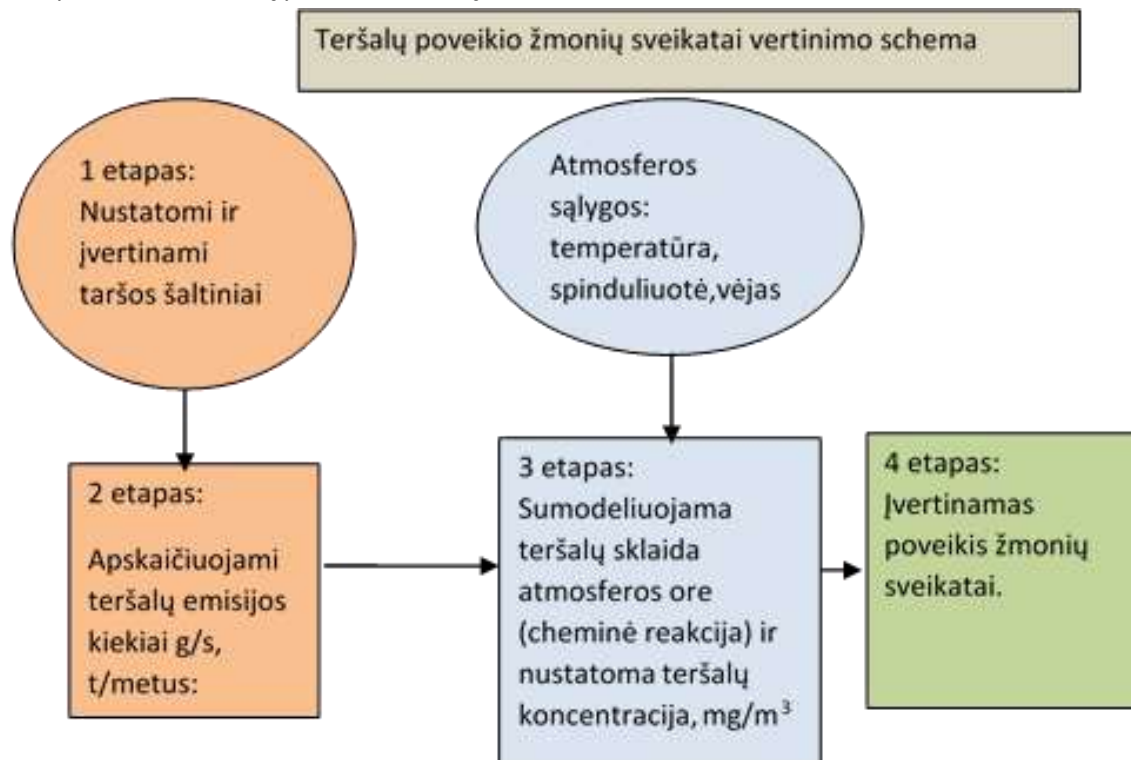 Teršalų poveikio žmonių sveikatai vertinimo schema
1 etapas:
Nustatomi ir
įvertinami
taršos šaltiniai
Atmosferos
sąlygos:
temperatūra,
spinduliuotė,vėjas
2 etapas:
Apskaičiuojami
teršalų emisijos
kiekiai g/s,
t/metus:
3 etapas:
Sumodeliuojama
teršalų sklaida
atmosferos ore
(cheminė reakcija) ir
nustatoma teršalų
koncentracija, mg/m³
4 etapas:
Įvertinamas
poveikis žmonių
sveikatai.